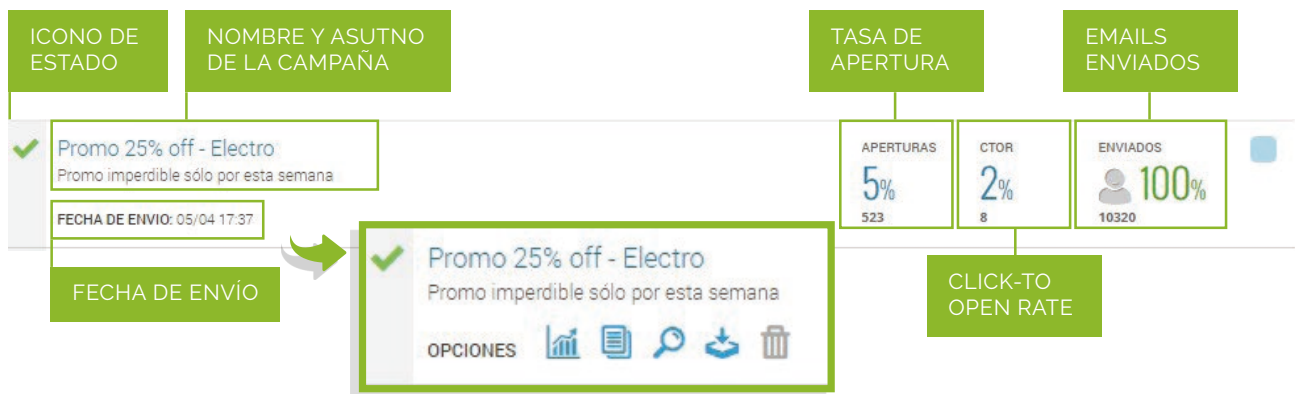 ICONO DE
ESTADO
NOMBRE Y ASUTNO
DE LA CAMPAÑA
TASA DE
APERTURA
EMAILS
ENVIADOS
Promo 25% off - Electro
Promo imperdible sólo por esta semana
FECHA DE ENVIO: 05/04 17:37
APERTURAS
5%
523
CTOR
2%
8
ENVIADOS
100%
10320
FECHA DE ENVÍO
Promo 25% off - Electro
Promo imperdible sólo por esta semana
OPCIONES
CLICK-TO
OPEN RATE